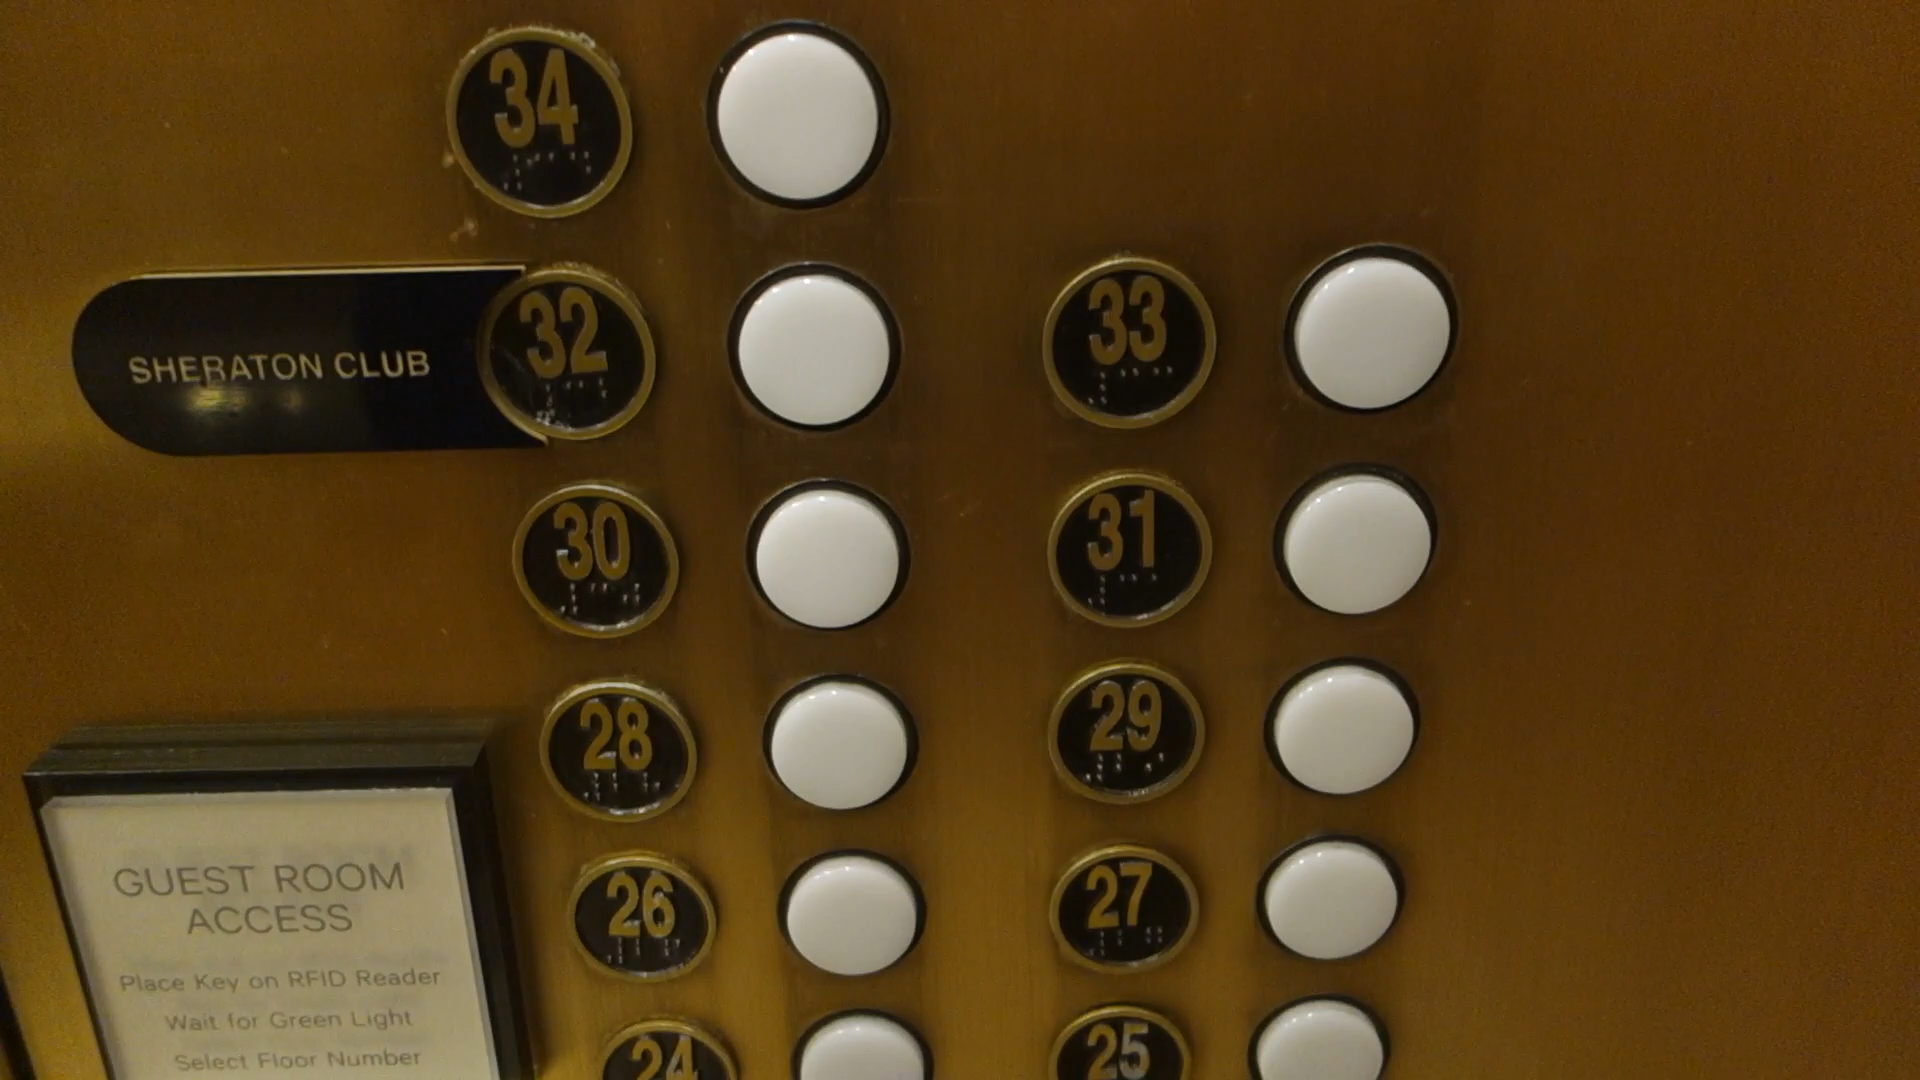 34
SHERATON CLUB 32 33
30 31
28 29
26 27
24 25
GUEST ROOM
ACCESS
Place Key on RFID Reader
Wait for Green Light
Select Floor Number